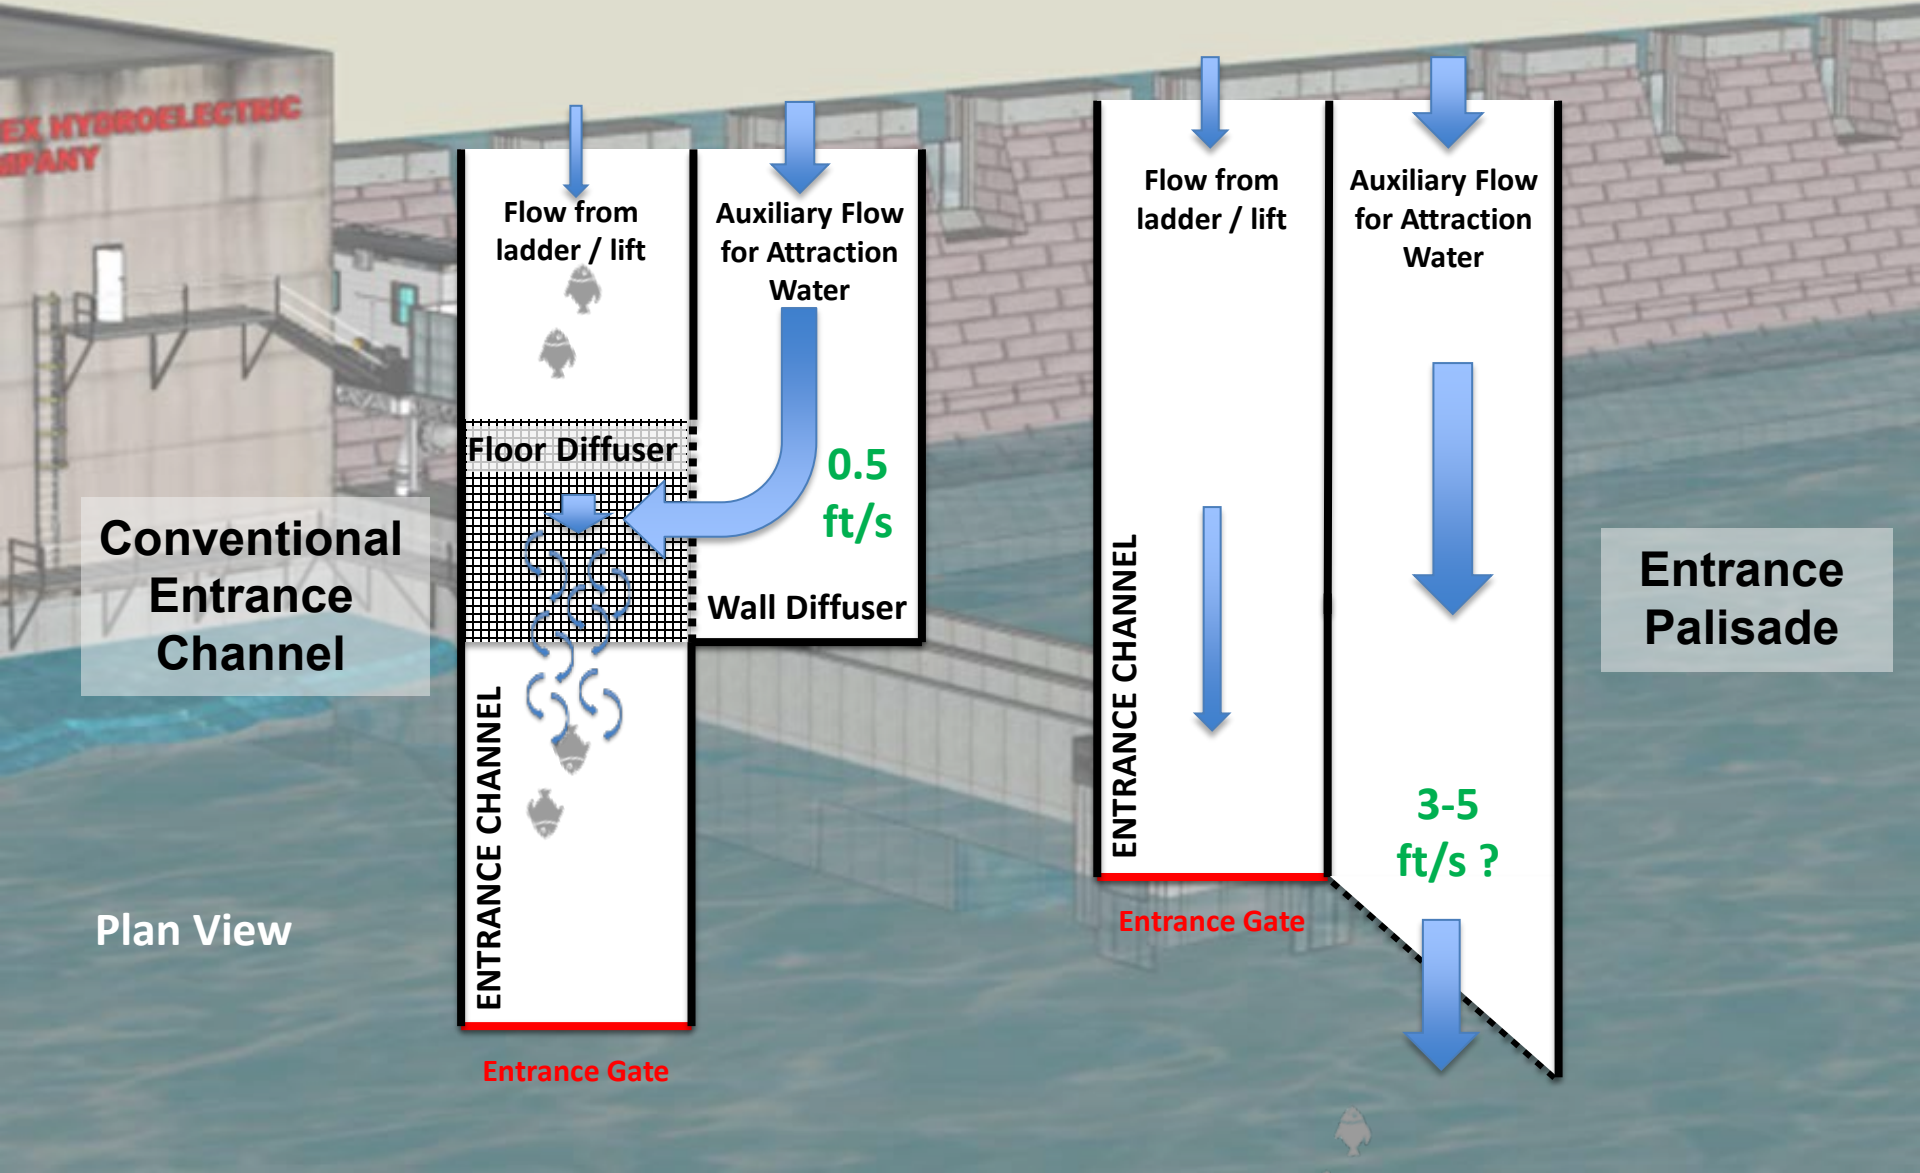 EX HYDROELECTRIC
MPANY
Flow from
ladder / lift
Auxiliary Flow
for Attraction
Water
Floor Diffuser
0.5
ft/s
Wall Diffuser
ENTRANCE CHANNEL
Entrance Gate
Conventional
Entrance
Channel
Plan View
Flow from
ladder / lift
Auxiliary Flow
for Attraction
Water
ENTRANCE CHANNEL
3-5
ft/s ?
Entrance Gate
Entrance
Palisade